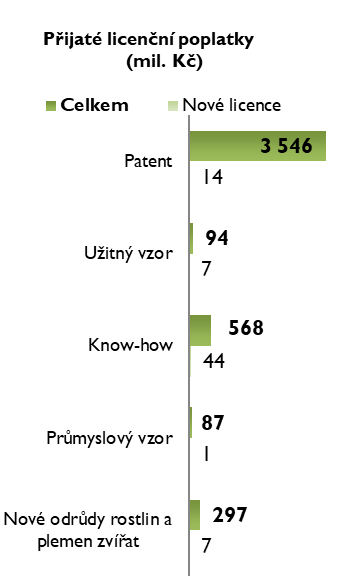 Přijaté licenční poplatky
(mil. Kč)
Celkem Nové licence
Patent 3 546
14
Užitný vzor 94
7
Know-how 568
44
Průmyslový vzor 87
1
Nové odrůdy rostlin a 297
plemen zvířat 7